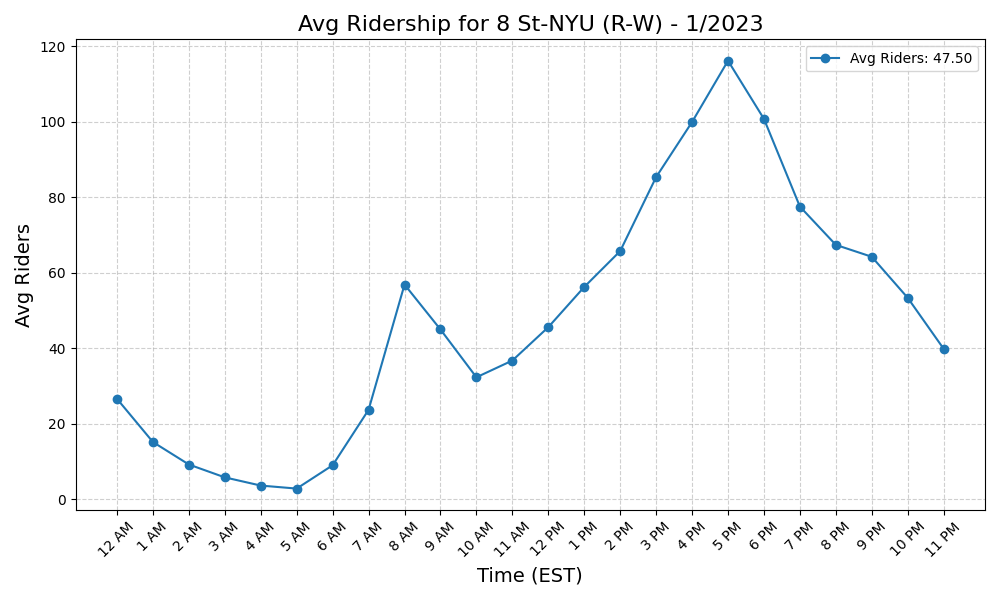 Avg Ridership for 8 St-NYU (R-W) - 1/2023
Avg Riders: 47.50
Avg Riders
120
100
80
60
40
20
0
12 AM
1 AM
2 AM
3 AM
4 AM
5 AM
6 AM
7 AM
8 AM
9 AM
10 AM
11 AM
12 PM
1 PM
2 PM
3 PM
4 PM
5 PM
6 PM
7 PM
8 PM
9 PM
10 PM
11 PM
Time (EST)